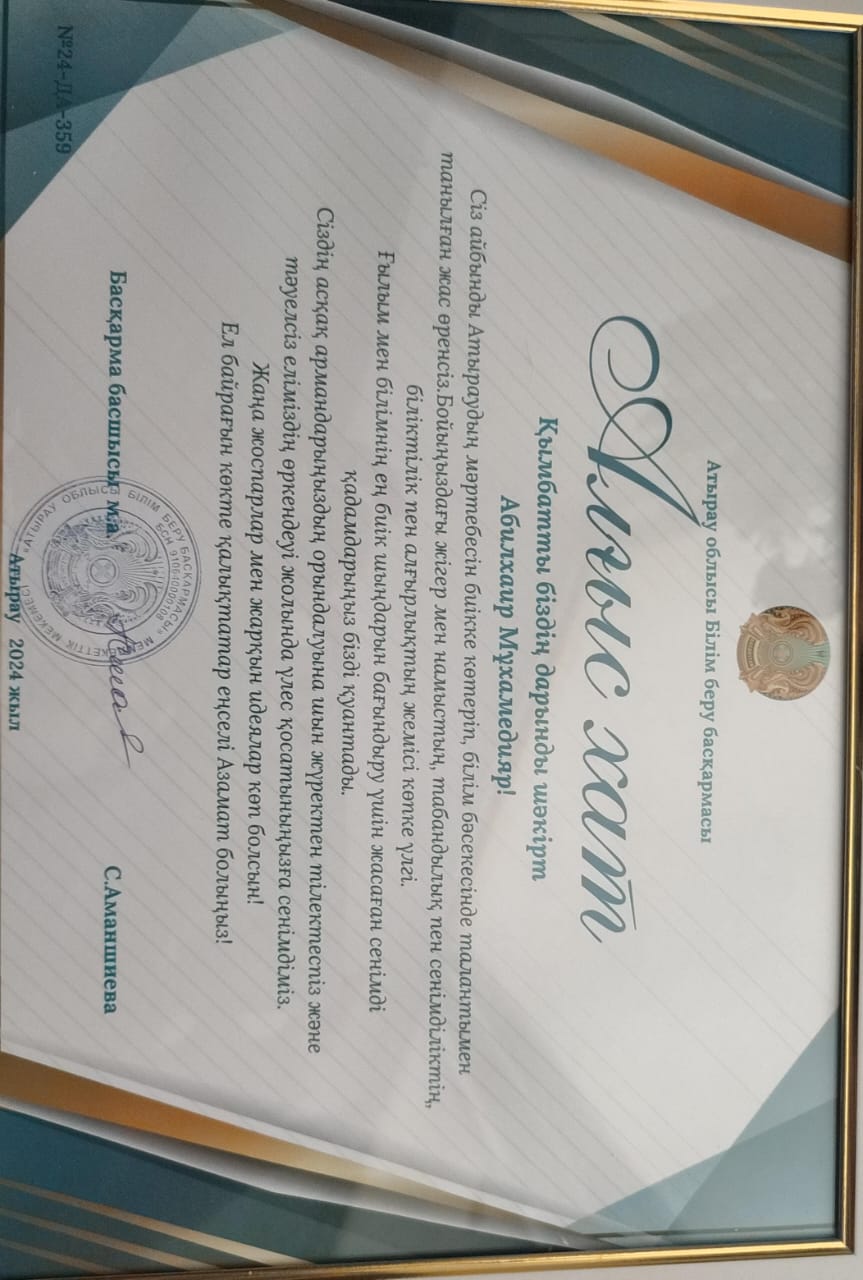 Атырау облысы Білім беру басқармасы
Алғыс хат
Қымбатты біздің дарынды шәкірт
Абилхаир Мұхамедияр!
Сіз айбынды Атыраудың мәртебесін биікке көтеріп, білім бәсекесінде талантымен
танылған жас өренсіз.Бойыңыздағы жігер мен намыстың, табандылық пен сенімділіктің,
біліктілік пен алғырлықтың жемісі көпке үлгі.
Ғылым мен білімнің ең биік шыңдарын бағындыру үшін жасаған сенімді
қадамдарыңыз бізді қуантады.
Сіздің асқақ армандарыңыздың орындалуына шын жүректен тілектеспіз және
тәуелсіз еліміздің өркендеуі жолында үлес қосатыныңызға сенімдіміз.
Жаңа жоспарлар мен жарқын идеялар көп болсын!
Ел байрағын көкте қалықтатар еңселі Азамат болыңыз!
Басқарма басшысы м.а. С.Аманшиева
«АТЫРАУ ОБЛЫСЫ БІЛІМ БЕРУ БАСҚАРМАСЫ» МЕМЛЕКЕТТІК МЕКЕМЕСІ
БСН 910640000108
№24-ДА-359
Атырау 2024 жыл